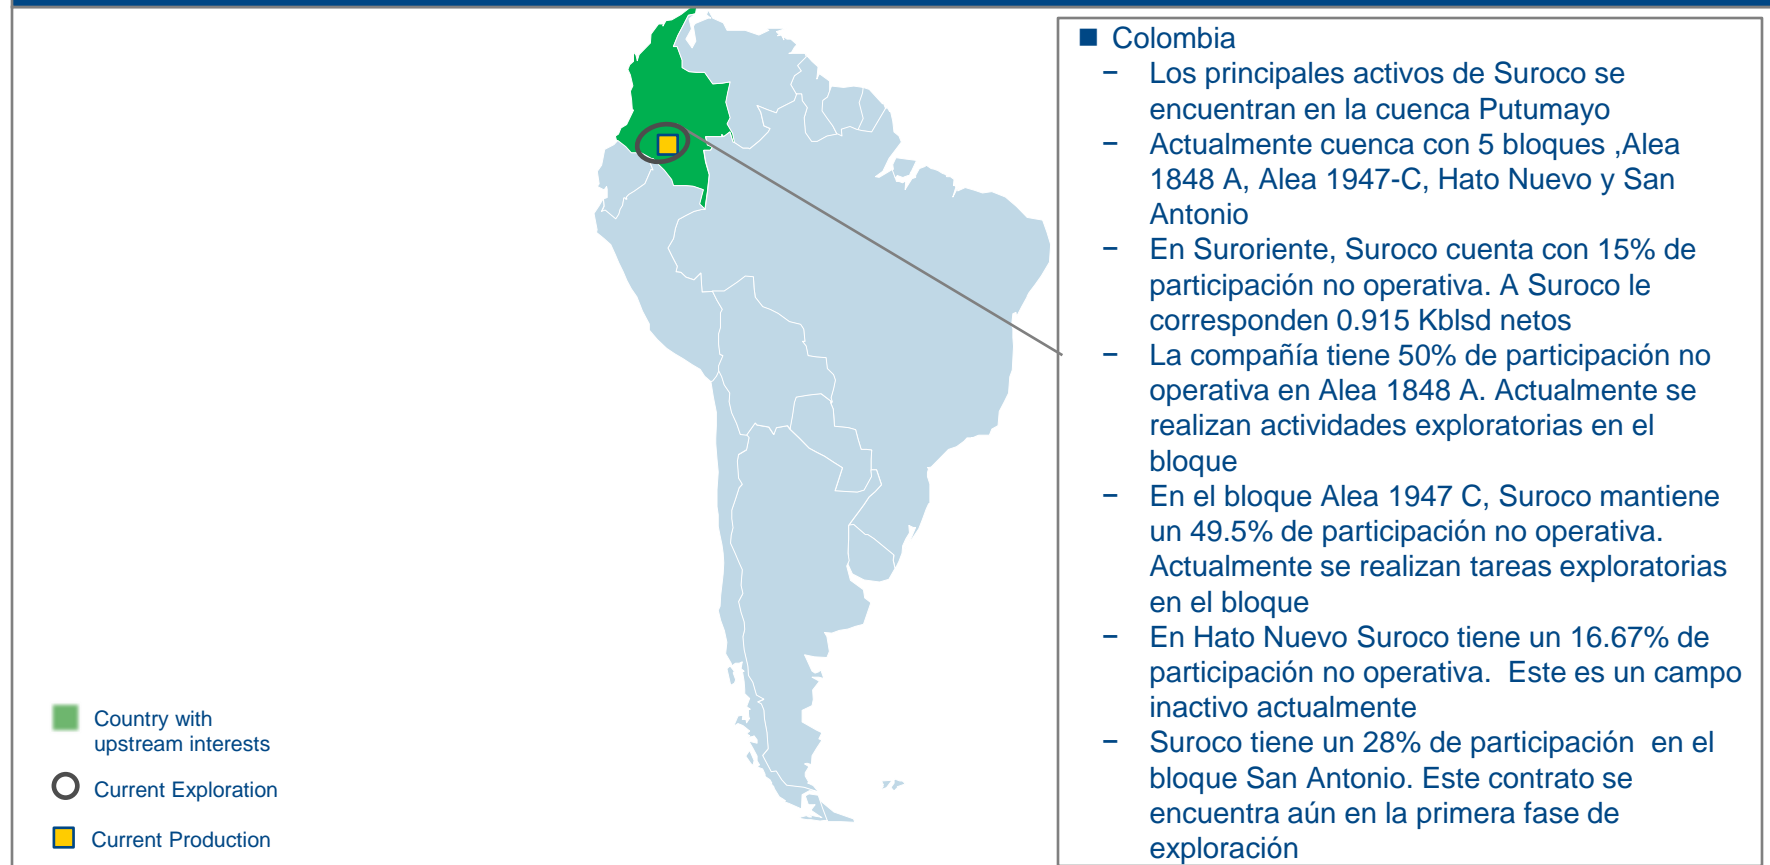 ■ Colombia
− Los principales activos de Suroco se
encuentran en la cuenca Putumayo
− Actualmente cuenca con 5 bloques ,Alea
1848 A, Alea 1947-C, Hato Nuevo y San
Antonio
− En Suroriente, Suroco cuenta con 15% de
participación no operativa. A Suroco le
corresponden 0.915 Kblsd netos
− La compañía tiene 50% de participación no
operativa en Alea 1848 A. Actualmente se
realizan actividades exploratorias en el
bloque
− En el bloque Alea 1947 C, Suroco mantiene
un 49.5% de participación no operativa.
Actualmente se realizan tareas exploratorias
en el bloque
− En Hato Nuevo Suroco tiene un 16.67% de
participación no operativa.  Este es un campo
inactivo actualmente
− Suroco tiene un 28% de participación  en el
bloque San Antonio. Este contrato se
encuentra aún en la primera fase de
exploración
Country with
upstream interests
Current Exploration
Current Production